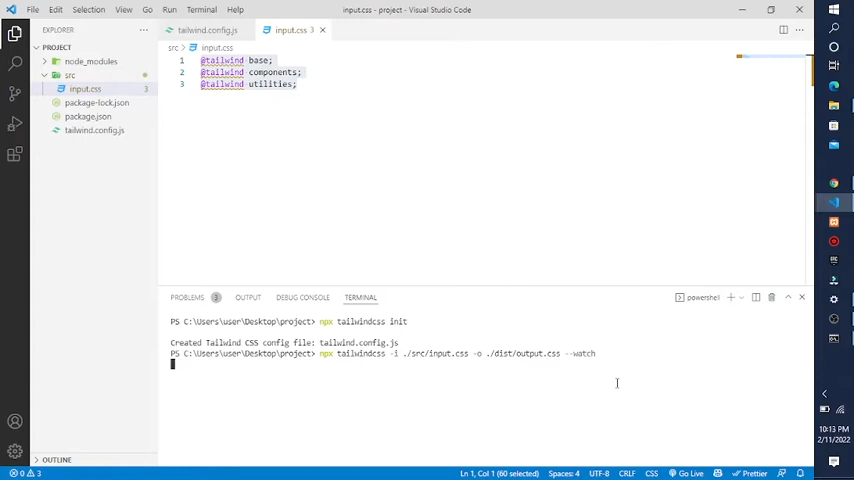 File Edit Selection View Go Run Terminal Help
input.css - project - Visual Studio Code
EXPLORER
PROJECT
node_modules
src
input.css 3
package-lock.json
package.json
tailwind.config.js
OUTLINE
tailwind.config.js
input.css 3
src > input.css
1 @tailwind base;
2 @tailwind components;
3 @tailwind utilities;
PROBLEMS 3 OUTPUT DEBUG CONSOLE TERMINAL
powershell
PS C:\Users\user\Desktop\project> npx tailwindcss init
Created Tailwind CSS config file: tailwind.config.js
PS C:\Users\user\Desktop\project> npx tailwindcss -i ./src/input.css -o ./dist/output.css --watch
0 3
Ln 1, Col 1 (60 selected) Spaces: 4 UTF-8 CRLF CSS Go Live Prettier
10:13 PM
2/11/2022